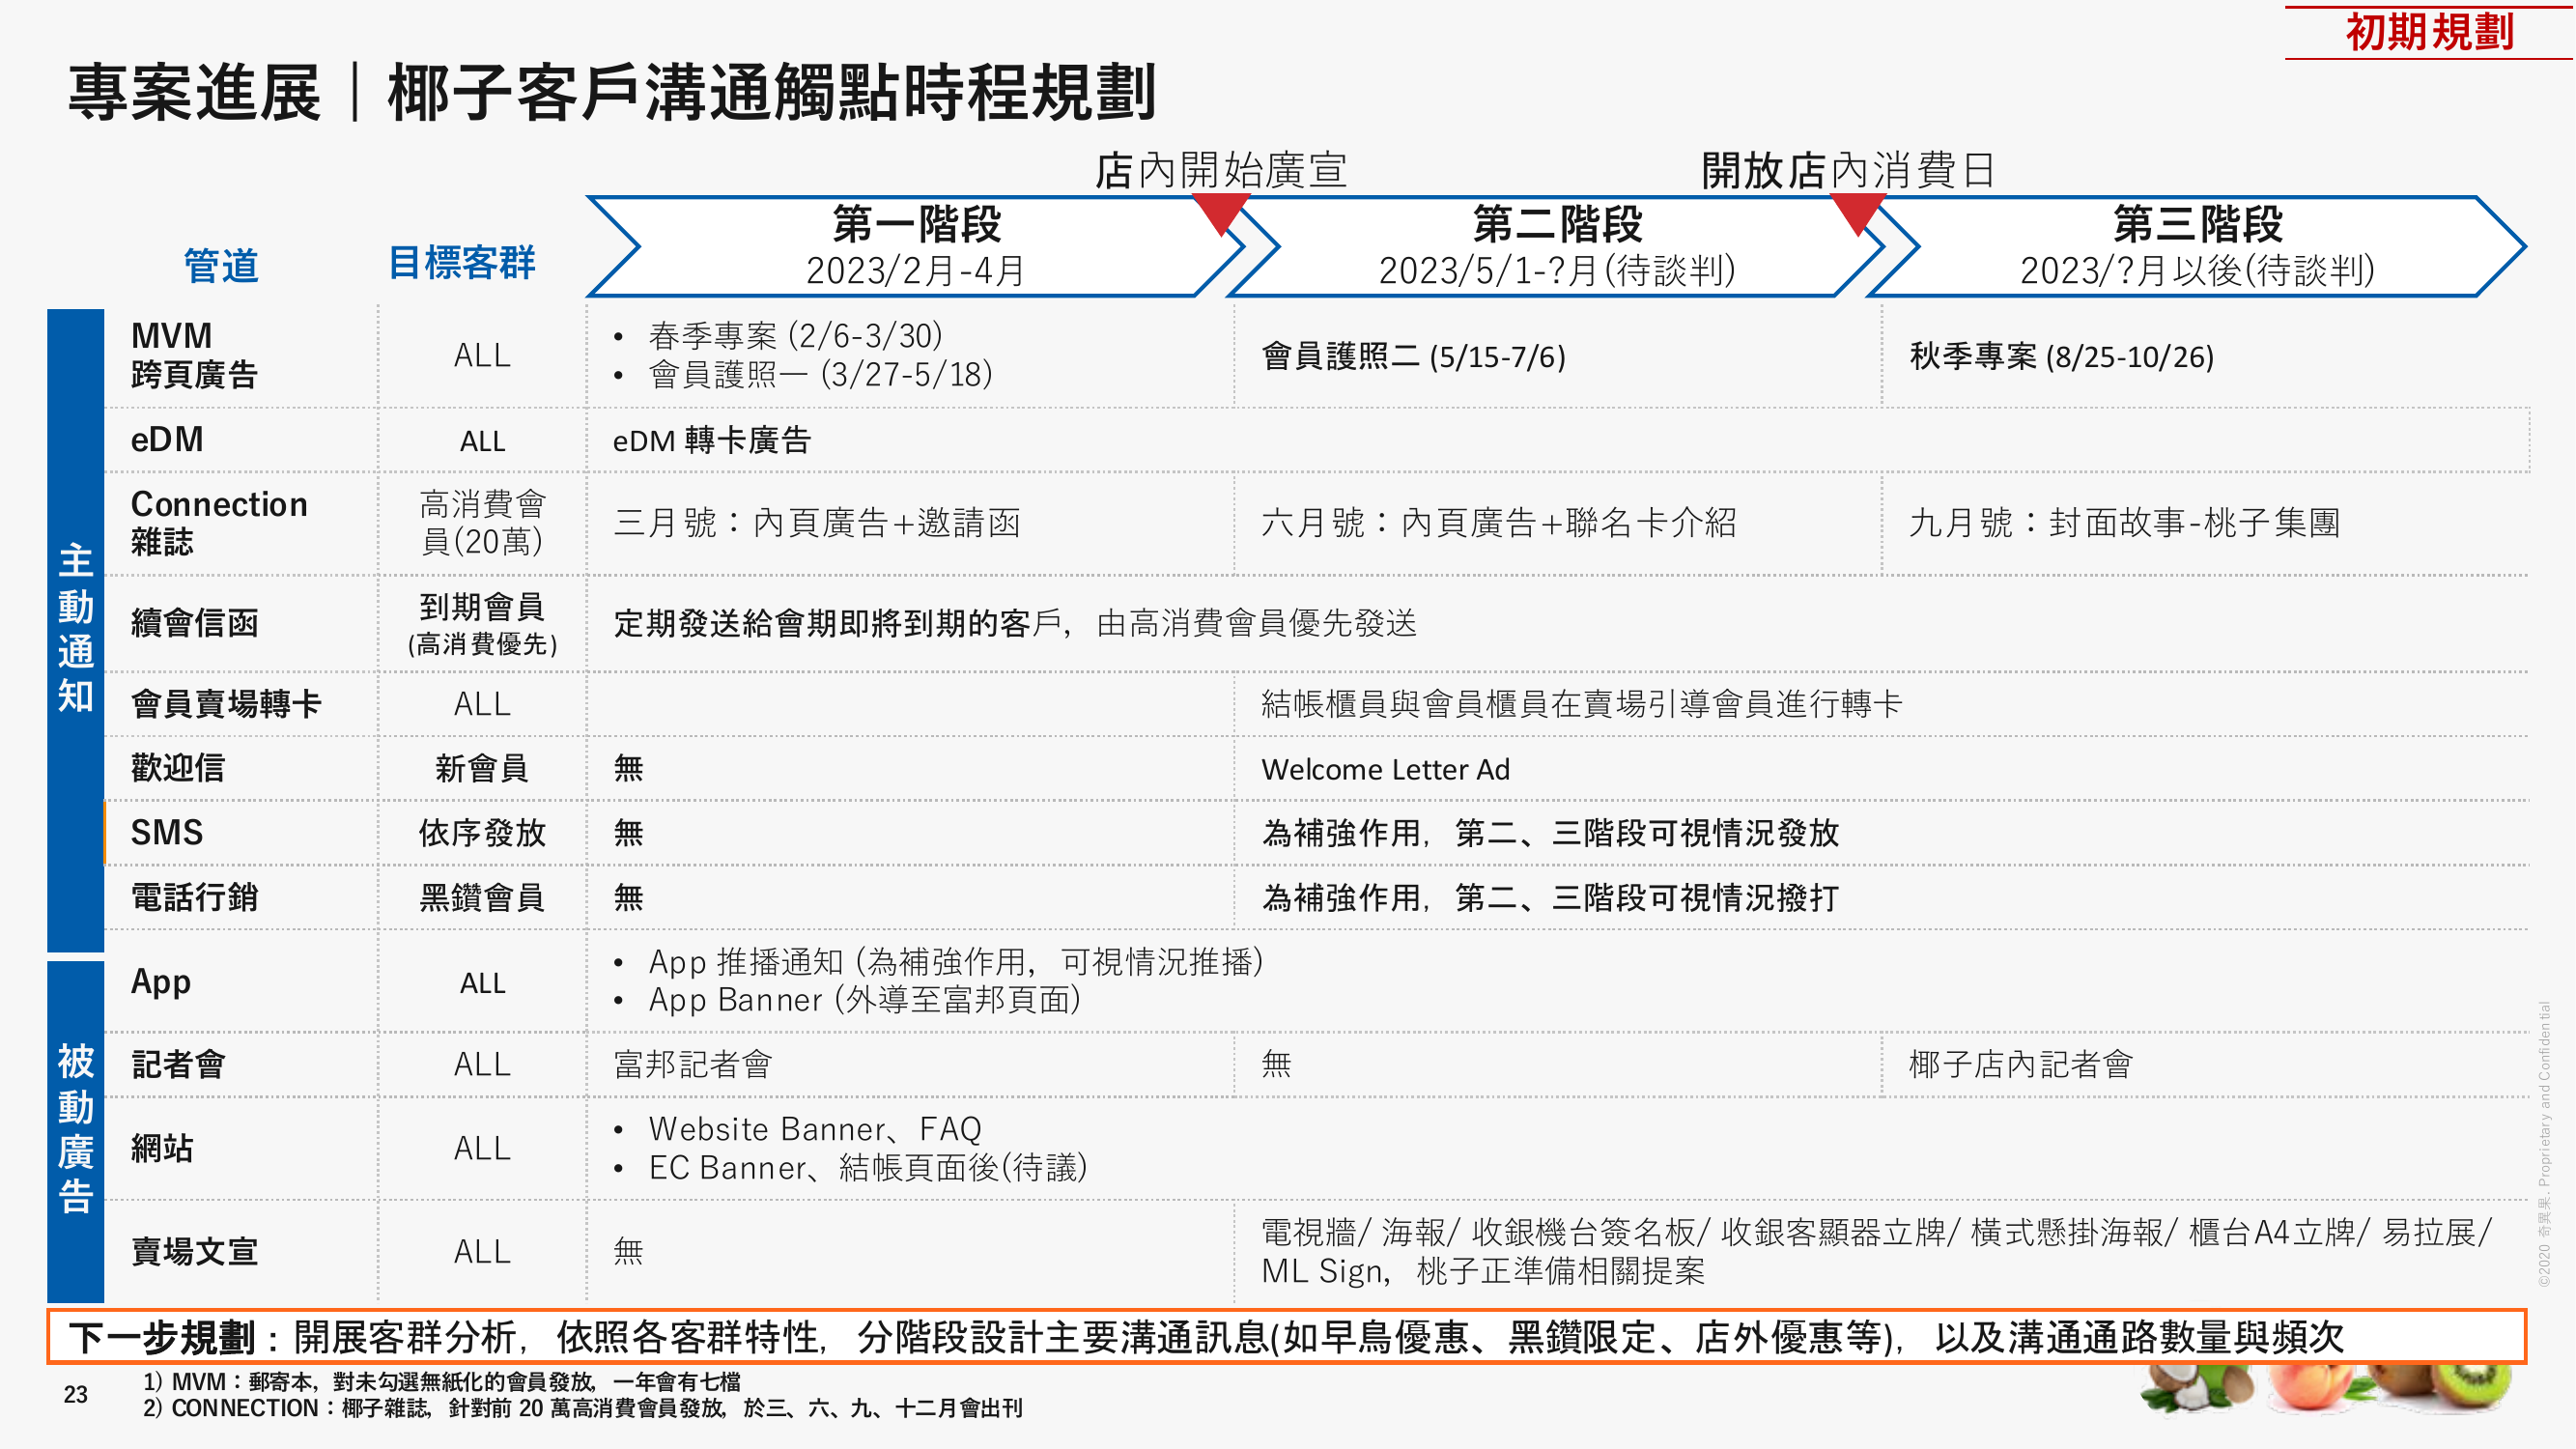 初期規劃
專案進展｜椰子客戶溝通觸點時程規劃
店內開始廣宣
開放店內消費日
管道
目標客群
第一階段
2023/2月-4月
第二階段
2023/5/1-?月(待談判)
第三階段
2023/?月以後(待談判)
主動通知
MVM
跨頁廣告
ALL
• 春季專案 (2/6-3/30)
• 會員護照一 (3/27-5/18)
會員護照二 (5/15-7/6)
秋季專案 (8/25-10/26)
eDM
ALL
eDM 轉卡廣告
Connection
雜誌
高消費會
員(20萬)
三月號：內頁廣告+邀請函
六月號：內頁廣告+聯名卡介紹
九月號：封面故事-桃子集團
續會信函
到期會員
(高消費優先)
定期發送給會期即將到期的客戶，由高消費會員優先發送
會員賣場轉卡
ALL
結帳櫃員與會員櫃員在賣場引導會員進行轉卡
歡迎信
新會員
無
Welcome Letter Ad
SMS
依序發放
無
為補強作用，第二、三階段可視情況發放
電話行銷
黑鑽會員
無
為補強作用，第二、三階段可視情況撥打
被動廣告
App
ALL
• App 推播通知 (為補強作用，可視情況推播)
• App Banner (外導至富邦頁面)
記者會
ALL
富邦記者會
無
椰子店內記者會
網站
ALL
• Website Banner、FAQ
• EC Banner、結帳頁面後(待議)
賣場文宣
ALL
無
電視牆/ 海報/ 收銀機台簽名板/ 收銀客顯器立牌/ 橫式懸掛海報/ 櫃台A4立牌/ 易拉展/
ML Sign，桃子正準備相關提案
下一步規劃：開展客群分析，依照各客群特性，分階段設計主要溝通訊息(如早鳥優惠、黑鑽限定、店外優惠等)，以及溝通通路數量與頻次
23
1) MVM：郵寄本，對未勾選無紙化的會員發放，一年會有七檔
2) CONNECTION：椰子雜誌，針對前 20 萬高消費會員發放，於三、六、九、十二月會出刊
©2020 奇異果. Proprietary and Confidential